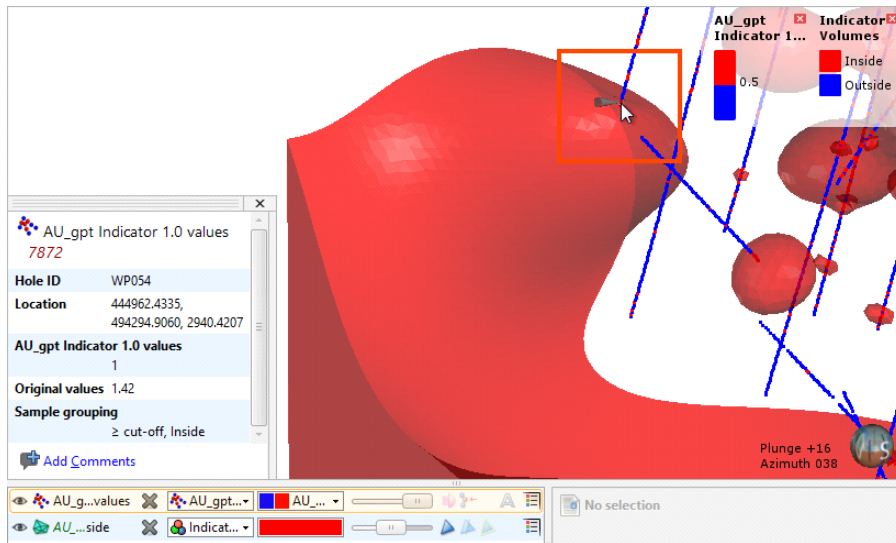 AU_gpt
Indicator 1...
0.5
Indicator
Volumes
Inside
Outside
AU_gpt Indicator 1.0 values
7872
Hole ID WP054
Location 444962.4335,
494294.9060, 2940.4207
AU_gpt Indicator 1.0 values
1
Original values 1.42
Sample grouping
≥ cut-off, Inside
Add Comments
Plunge +16
Azimuth 038
AU_g...values AU_gpt... AU_... A
AU_...side Indicat...
No selection